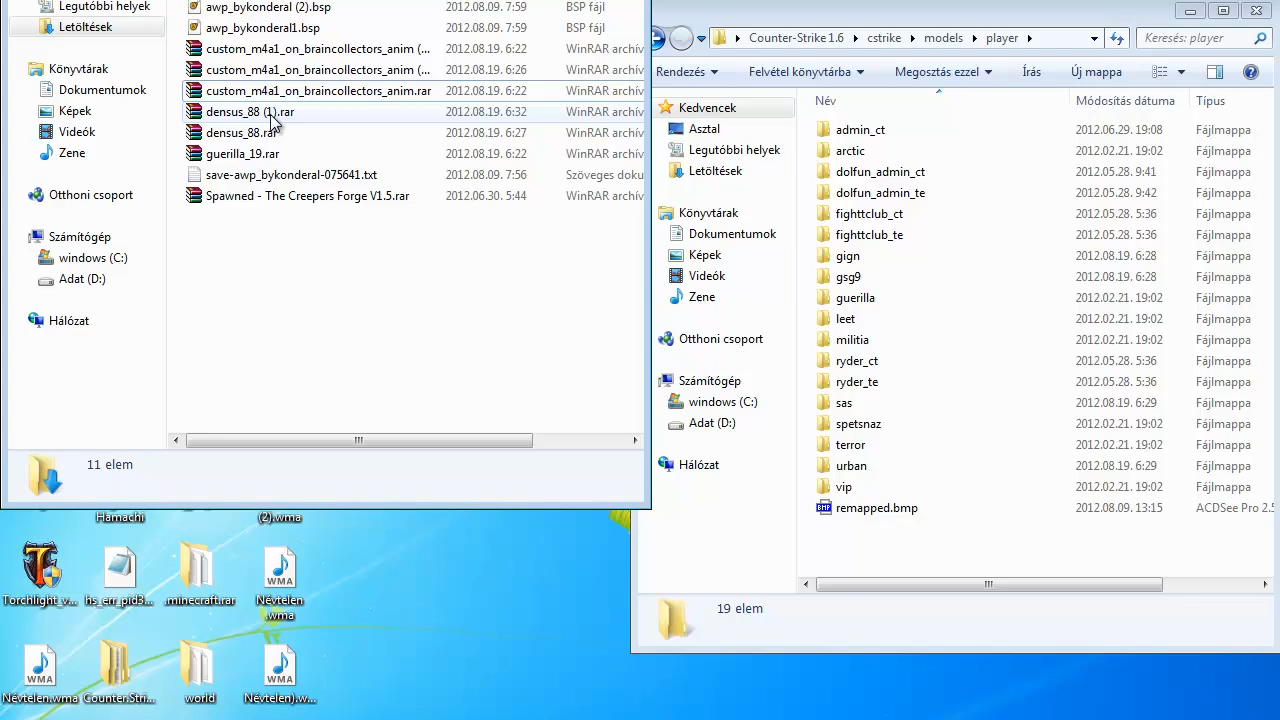 Legutóbbi helyek
Letöltések
Könyvtárak
Dokumentumok
Képek
Videók
Zene
Otthoni csoport
Számítógép
windows (C:)
Adat (D:)
Hálózat
awp_bykonderal (2).bsp 2012.08.09. 7:59 BSP fájl
awp_bykonderal1.bsp 2012.08.09. 7:59 BSP fájl
custom_m4a1_on_braincollectors_anim (... 2012.08.19. 6:22 WinRAR archív
custom_m4a1_on_braincollectors_anim (... 2012.08.19. 6:26 WinRAR archív
custom_m4a1_on_braincollectors_anim.rar 2012.08.19. 6:22 WinRAR archív
densus_88 (1).rar 2012.08.19. 6:32 WinRAR archív
densus_88.rar 2012.08.19. 6:27 WinRAR archív
guerilla_19.rar 2012.08.19. 6:22 WinRAR archív
save-awp_bykonderal-075641.txt 2012.08.09. 7:56 Szöveges doku
Spawned - The Creepers Forge V1.5.rar 2012.06.30. 5:44 WinRAR archív
11 elem
Counter-Strike 1.6 cstrike models player
Keresés: player
Rendezés Felvétel könyvtárba Megosztás ezzel Írás Új mappa
Kedvencek
Asztal
Legutóbbi helyek
Letöltések
Könyvtárak
Dokumentumok
Képek
Videók
Zene
Otthoni csoport
Számítógép
windows (C:)
Adat (D:)
Hálózat
Név Módosítás dátuma Típus
admin_ct 2012.06.29. 19:08 Fájlmappa
arctic 2012.02.21. 19:02 Fájlmappa
dolfun_admin_ct 2012.05.28. 9:41 Fájlmappa
dolfun_admin_te 2012.05.28. 9:42 Fájlmappa
fighttclub_ct 2012.05.28. 5:36 Fájlmappa
fighttclub_te 2012.05.28. 5:36 Fájlmappa
gign 2012.08.19. 6:28 Fájlmappa
gsg9 2012.08.19. 6:28 Fájlmappa
guerilla 2012.02.21. 19:02 Fájlmappa
leet 2012.02.21. 19:02 Fájlmappa
militia 2012.02.21. 19:02 Fájlmappa
ryder_ct 2012.05.28. 5:36 Fájlmappa
ryder_te 2012.05.28. 5:36 Fájlmappa
sas 2012.08.19. 6:29 Fájlmappa
spetsnaz 2012.02.21. 19:02 Fájlmappa
terror 2012.02.21. 19:02 Fájlmappa
urban 2012.08.19. 6:29 Fájlmappa
vip 2012.02.21. 19:02 Fájlmappa
remapped.bmp 2012.08.09. 13:15 ACDSee Pro 2.5
19 elem
Hamachi
(2).wma
Torchlight_v...
hs_err_pid3...
.minecraft.rar
Névtelen
.wma
Névtelen.wma
Counter.Stri...
world
Névtelen).w...